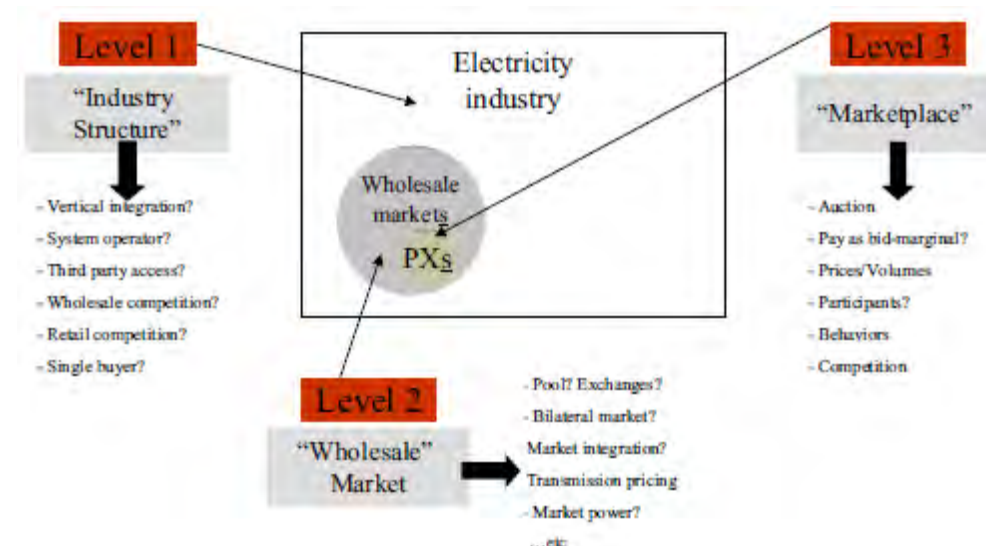 Level 1
"Industry
Structure"
- Vertical integration?
- System operator?
- Third party access?
- Wholesale competition?
- Retail competition?
- Single buyer?
Electricity
industry
Wholesale
markets
PXs
Level 3
"Marketplace"
- Auction
- Pay as bid-marginal?
- Prices/Volumes
- Participants?
- Behaviors
- Competition
Level 2
"Wholesale"
Market
- Pool? Exchanges?
- Bilateral market?
Market integration?
Transmission pricing
- Market power?
...etc